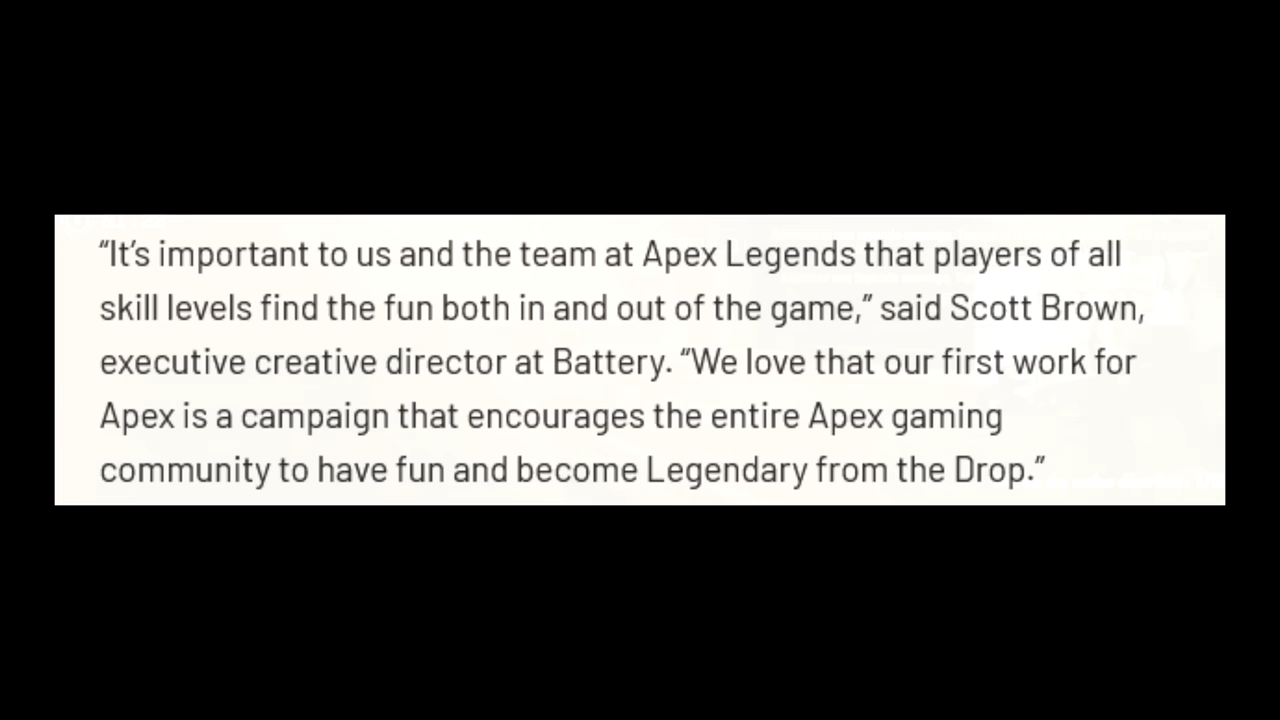 “It’s important to us and the team at Apex Legends that players of all
skill levels find the fun both in and out of the game,” said Scott Brown,
executive creative director at Battery. “We love that our first work for
Apex is a campaign that encourages the entire Apex gaming
community to have fun and become Legendary from the Drop.”